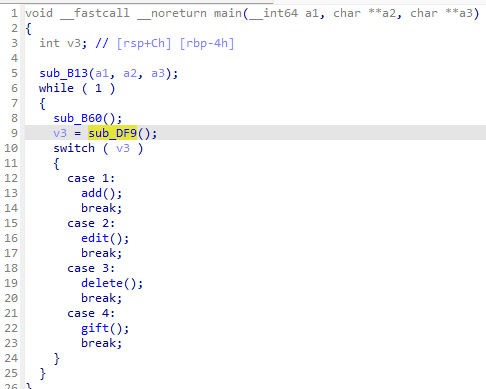 1 void __fastcall __noreturn main(__int64 a1, char **a2, char **a3)
2 {
3   int v3; // [rsp+Ch] [rbp-4h]
4
5   sub_B13(a1, a2, a3);
6   while ( 1 )
7   {
8     sub_B60();
9     v3 = sub_DF9();
10     switch ( v3 )
11     {
12       case 1:
13         add();
14         break;
15       case 2:
16         edit();
17         break;
18       case 3:
19         delete();
20         break;
21       case 4:
22         gift();
23         break;
24     }
25   }
26 }